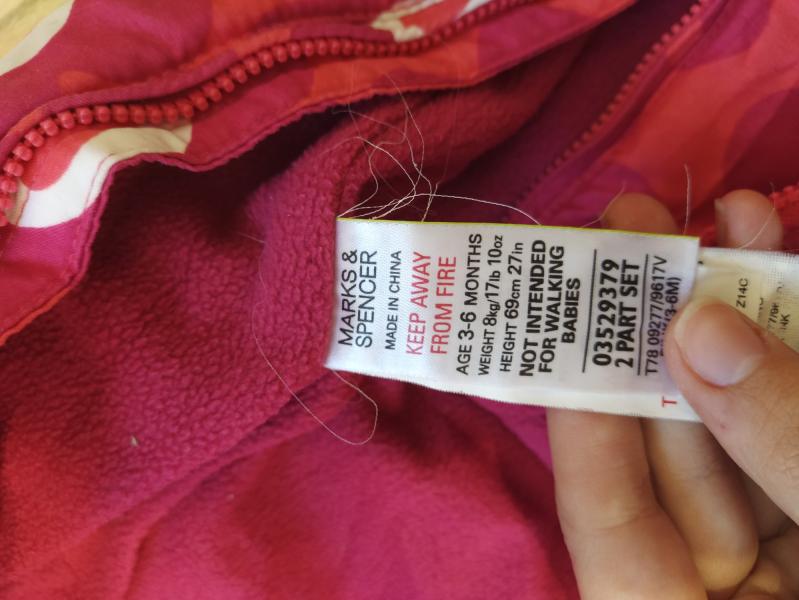 MARKS &
SPENCER
MADE IN CHINA
KEEP AWAY
FROM FIRE
AGE 3-6 MONTHS
WEIGHT 8kg/17lb 10oz
HEIGHT 69cm 27in
NOT INTENDED
FOR WALKING
BABIES
03529379
2 PART SET
T78 09277/9617V
T
Z14C